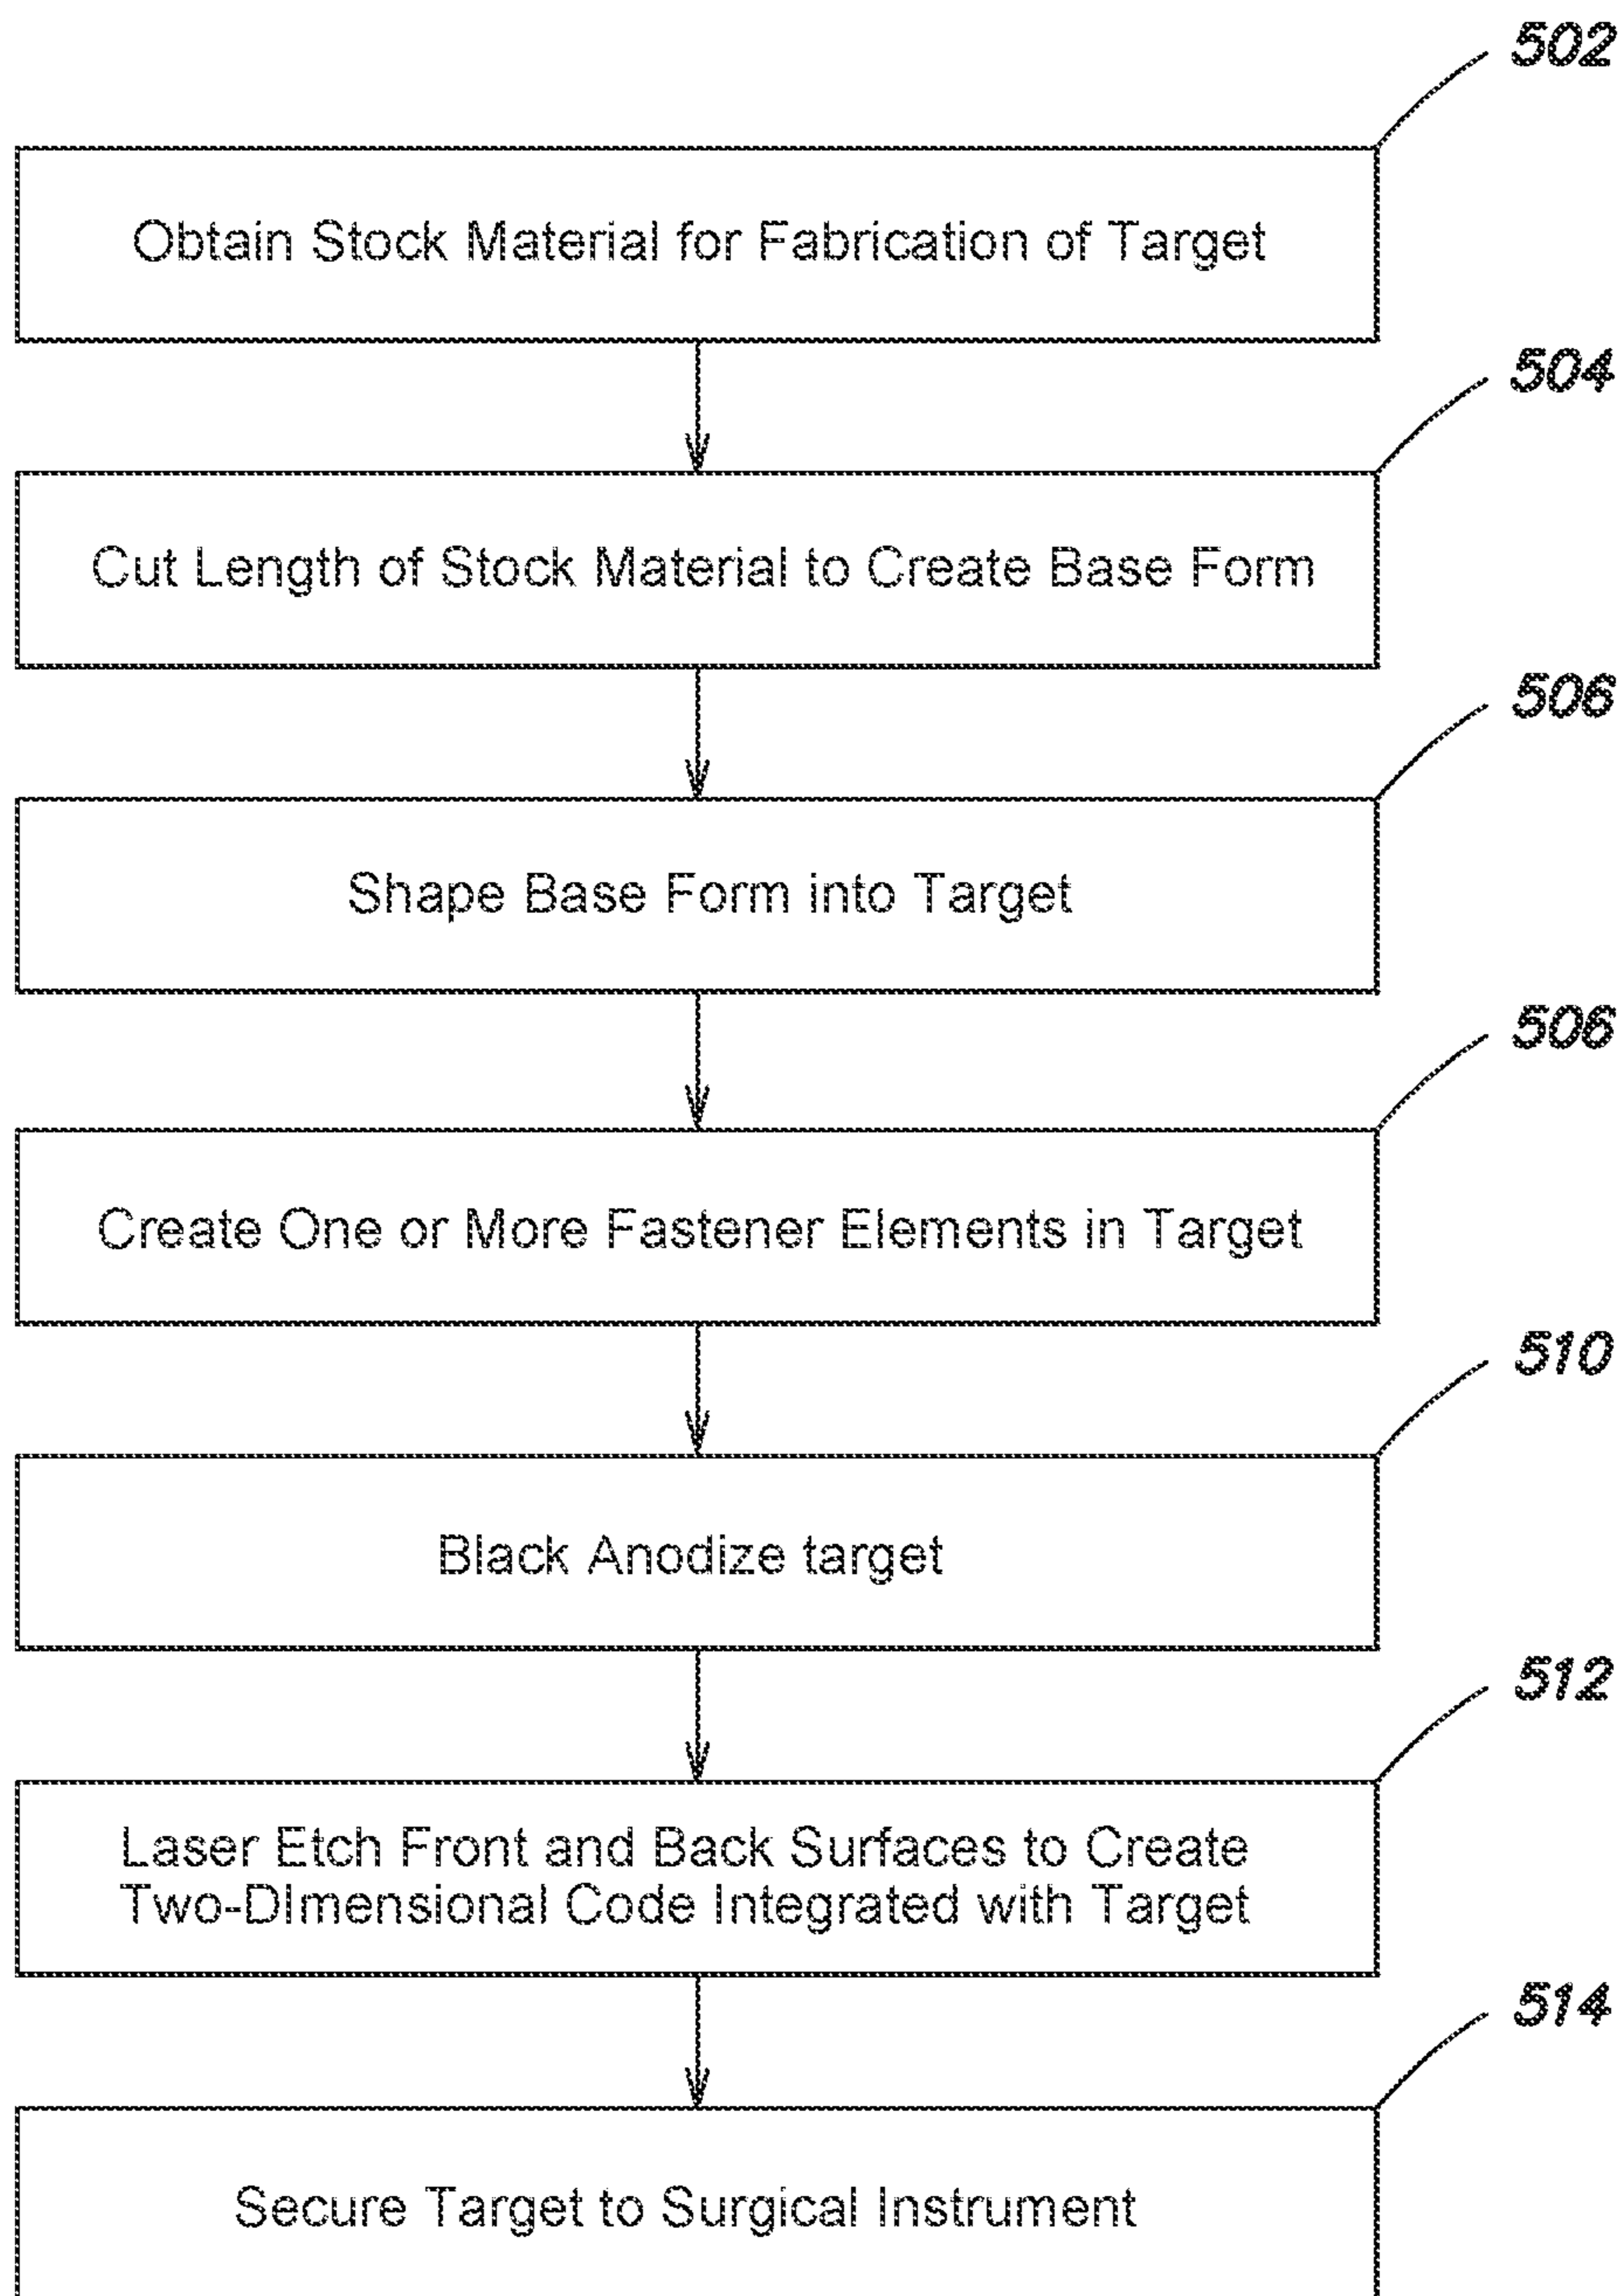 502
Obtain Stock Material for Fabrication of Target
504
Cut Length of Stock Material to Create Base Form
506
Shape Base Form into Target
506
Create One or More Fastener Elements in Target
510
Black Anodize target
512
Laser Etch Front and Back Surfaces to Create
Two-DImensional Code Integrated with Target
514
Secure Target to Surgical Instrument